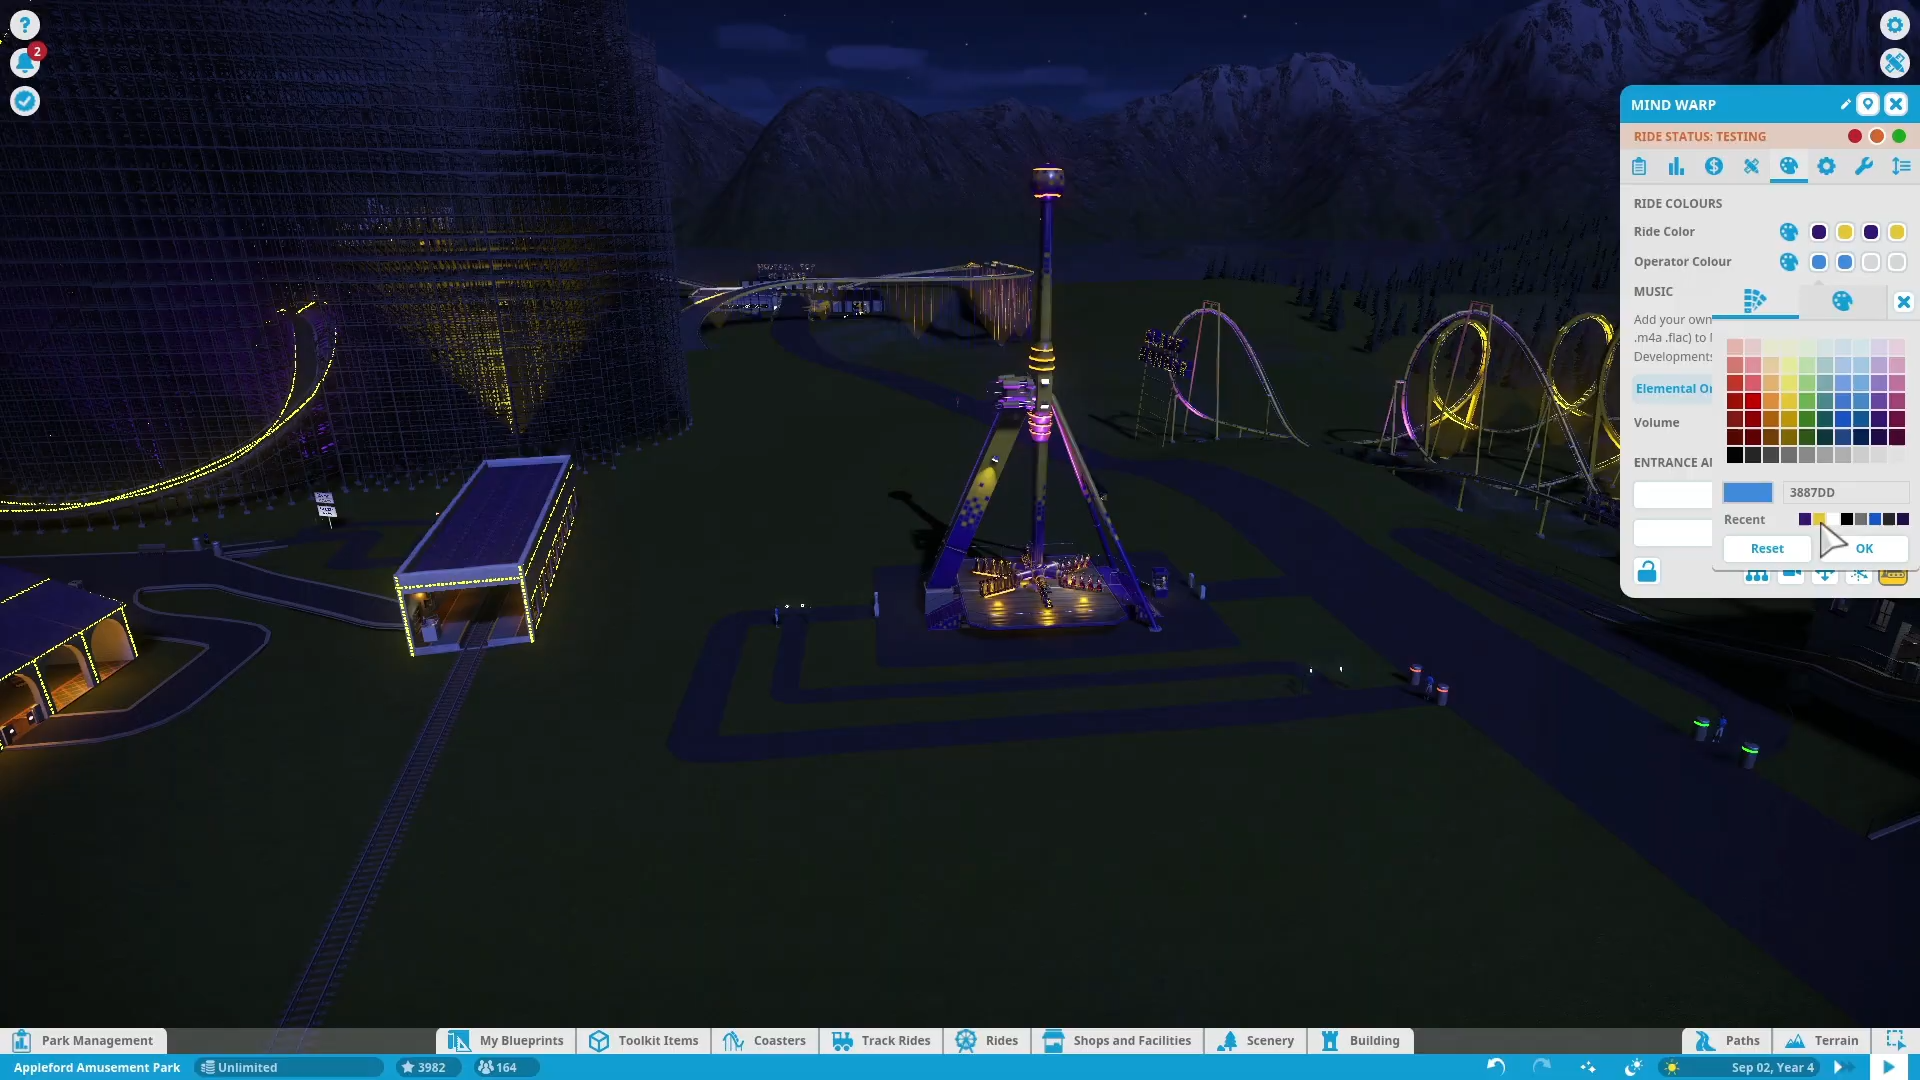 ?
2
MIND WARP
RIDE STATUS: TESTING
RIDE COLOURS
Ride Color
Operator Colour
MUSIC
Add your own
.m4a .flac) to
Developments
Elemental
Volume
ENTRANCE
3887DD
Recent
Reset
OK
Park Management
My Blueprints
Toolkit Items
Coasters
Track Rides
Rides
Shops and Facilities
Scenery
Building
Paths
Terrain
Appleford Amusement Park
Unlimited
3982
164
Sep 02, Year 4